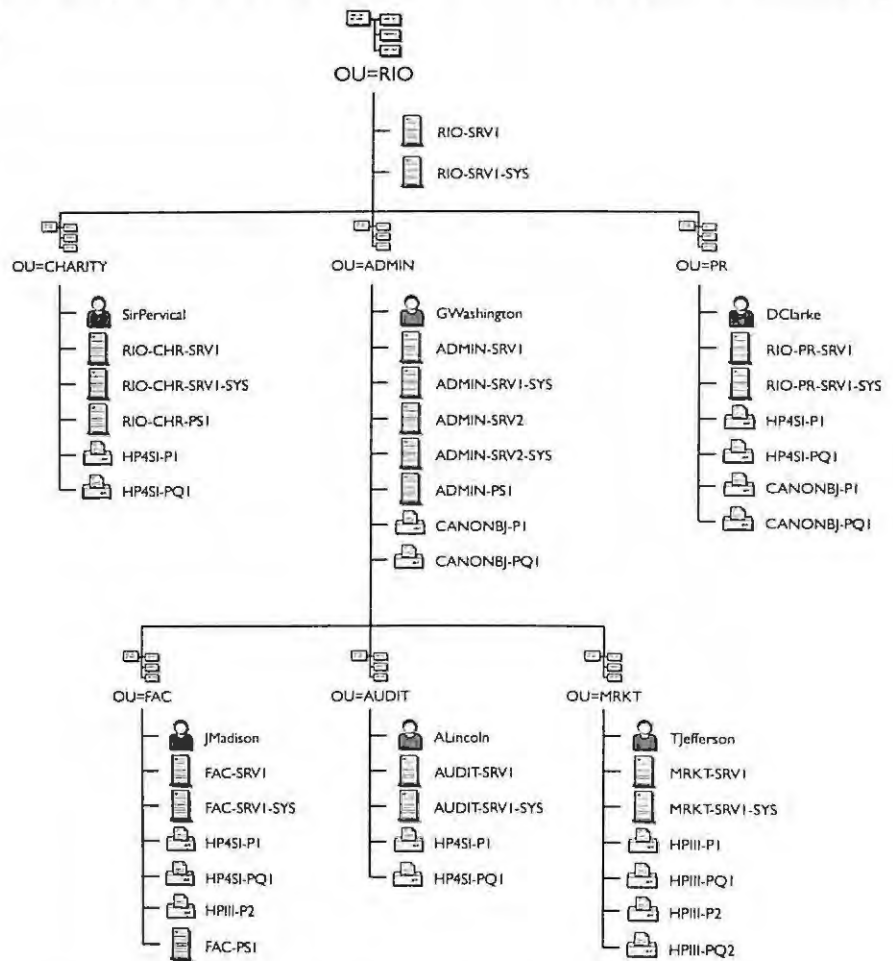 OU=RIO
RIO-SRV1
RIO-SRV1-SYS
OU=CHARITY
SirPervical
RIO-CHR-SRV1
RIO-CHR-SRV1-SYS
RIO-CHR-PS1
HP4SI-P1
HP4SI-PQ1
OU=ADMIN
GWashington
ADMIN-SRV1
ADMIN-SRV1-SYS
ADMIN-SRV2
ADMIN-SRV2-SYS
ADMIN-PS1
CANONBJ-P1
CANONBJ-PQ1
OU=PR
DClarke
RIO-PR-SRV1
RIO-PR-SRV1-SYS
HP4SI-P1
HP4SI-PQ1
CANONBJ-P1
CANONBJ-PQ1
OU=FAC
JMadison
FAC-SRV1
FAC-SRV1-SYS
HP4SI-P1
HP4SI-PQ1
HPIII-P2
FAC-PS1
OU=AUDIT
ALincoln
AUDIT-SRV1
AUDIT-SRV1-SYS
HP4SI-P1
HP4SI-PQ1
OU=MRKT
TJefferson
MRKT-SRV1
MRKT-SRV1-SYS
HPIII-P1
HPIII-PQ1
HPIII-P2
HPIII-PQ2